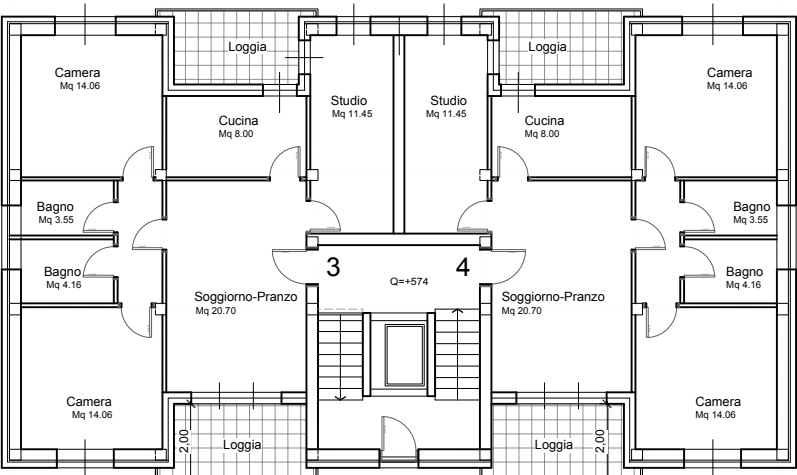 Loggia
Loggia
Camera
Mq 14.06
Studio
Mq 11.45
Studio
Mq 11.45
Camera
Mq 14.06
Cucina
Mq 8.00
Cucina
Mq 8.00
Bagno
Mq 3.55
Bagno
Mq 3.55
Bagno
Mq 4.16
3
4
Q=+574
Bagno
Mq 4.16
Soggiorno-Pranzo
Mq 20.70
Soggiorno-Pranzo
Mq 20.70
Camera
Mq 14.06
Camera
Mq 14.06
2,00
Loggia
Loggia
2,00